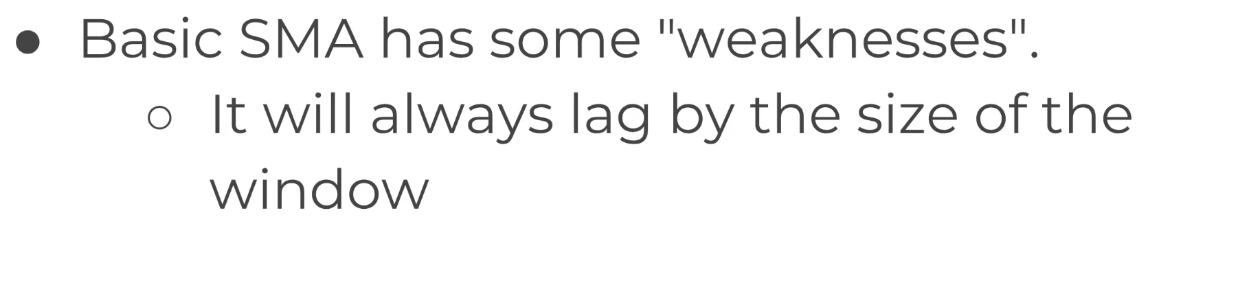 ● Basic SMA has some "weaknesses".
○ It will always lag by the size of the
window